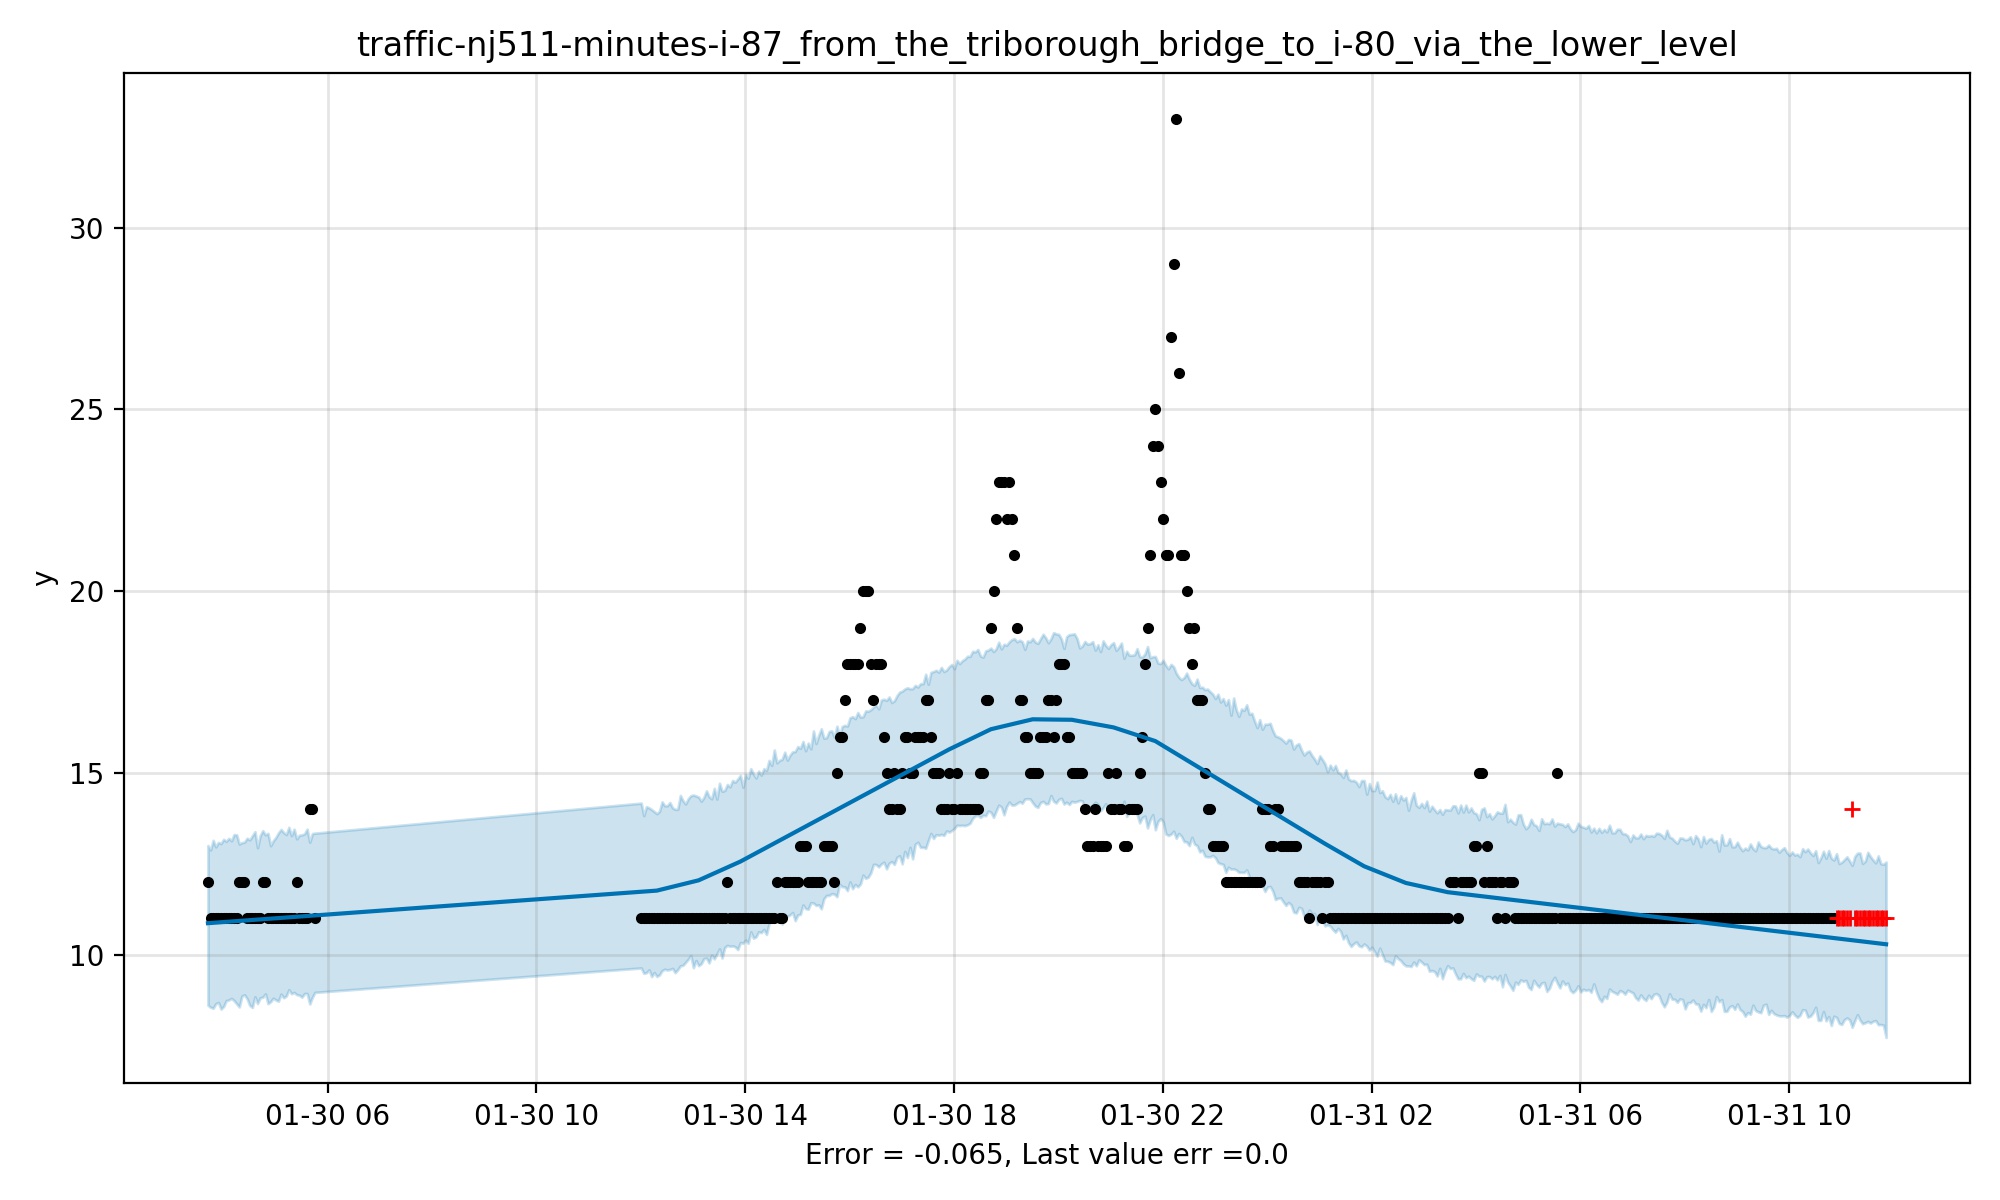 traffic-nj511-minutes-i-87_from_the_triborough_bridge_to_i-80_via_the_lower_level
y
30
25
20
15
10
01-30 06 01-30 10 01-30 14 01-30 18 01-30 22 01-31 02 01-31 06 01-31 10
Error = -0.065, Last value err =0.0